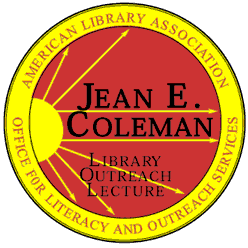 AMERICAN LIBRARY ASSOCIATION
JEAN E.
COLEMAN
LIBRARY
OUTREACH
LECTURE
OFFICE FOR LITERACY AND OUTREACH SERVICES